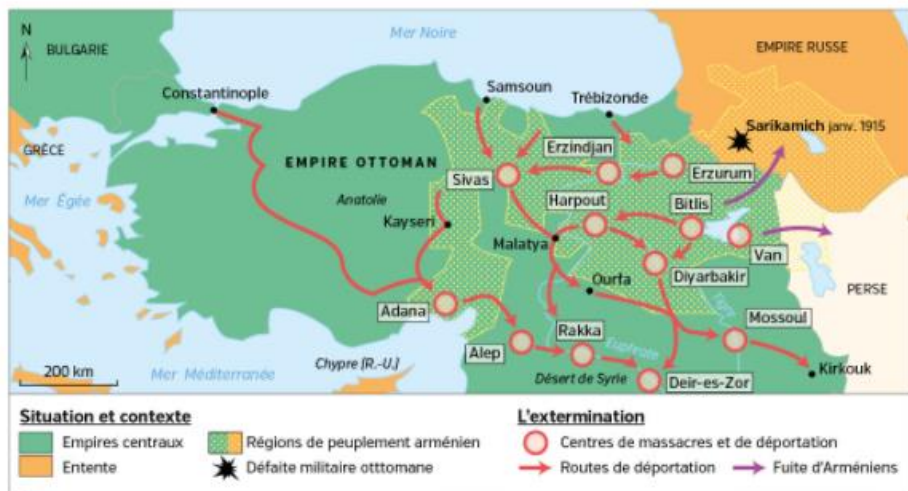 N
BULGARIE
Mer Noire
EMPIRE RUSSE
Constantinople
Samsoun
Trébizonde
Sarikamich janv. 1915
GRÈCE
EMPIRE OTTOMAN
Erzindjan
Erzurum
Sivas
Mer Égée
Anatolie
Harpout
Bitlis
Kayseri
Malatya
Van
Diyarbakir
Ourfa
PERSE
Adana
Mossoul
Rakka
Tigre
Alep
Euphrate
Kirkouk
200 km
Chypre (R.-U.)
Mer Méditerranée
Désert de Syrie
Deir-es-Zor
Situation et contexte
Empires centraux
Entente
Régions de peuplement arménien
Défaite militaire otttomane
L'extermination
Centres de massacres et de déportation
Routes de déportation
Fuite d'Arméniens